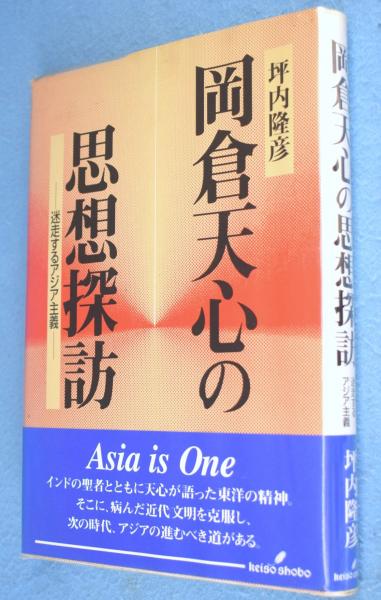 坪内隆彦
岡倉天心の
思想探訪
——迷走するアジア主義——
Asia is One
インドの聖者とともに天心が語った東洋の精神。
そこに、病んだ近代文明を克服し、
次の時代、アジアの進むべき道がある。
keiso shobo
岡倉天心の思想探訪
迷走する
アジア主義
坪内隆彦
keiso shobo